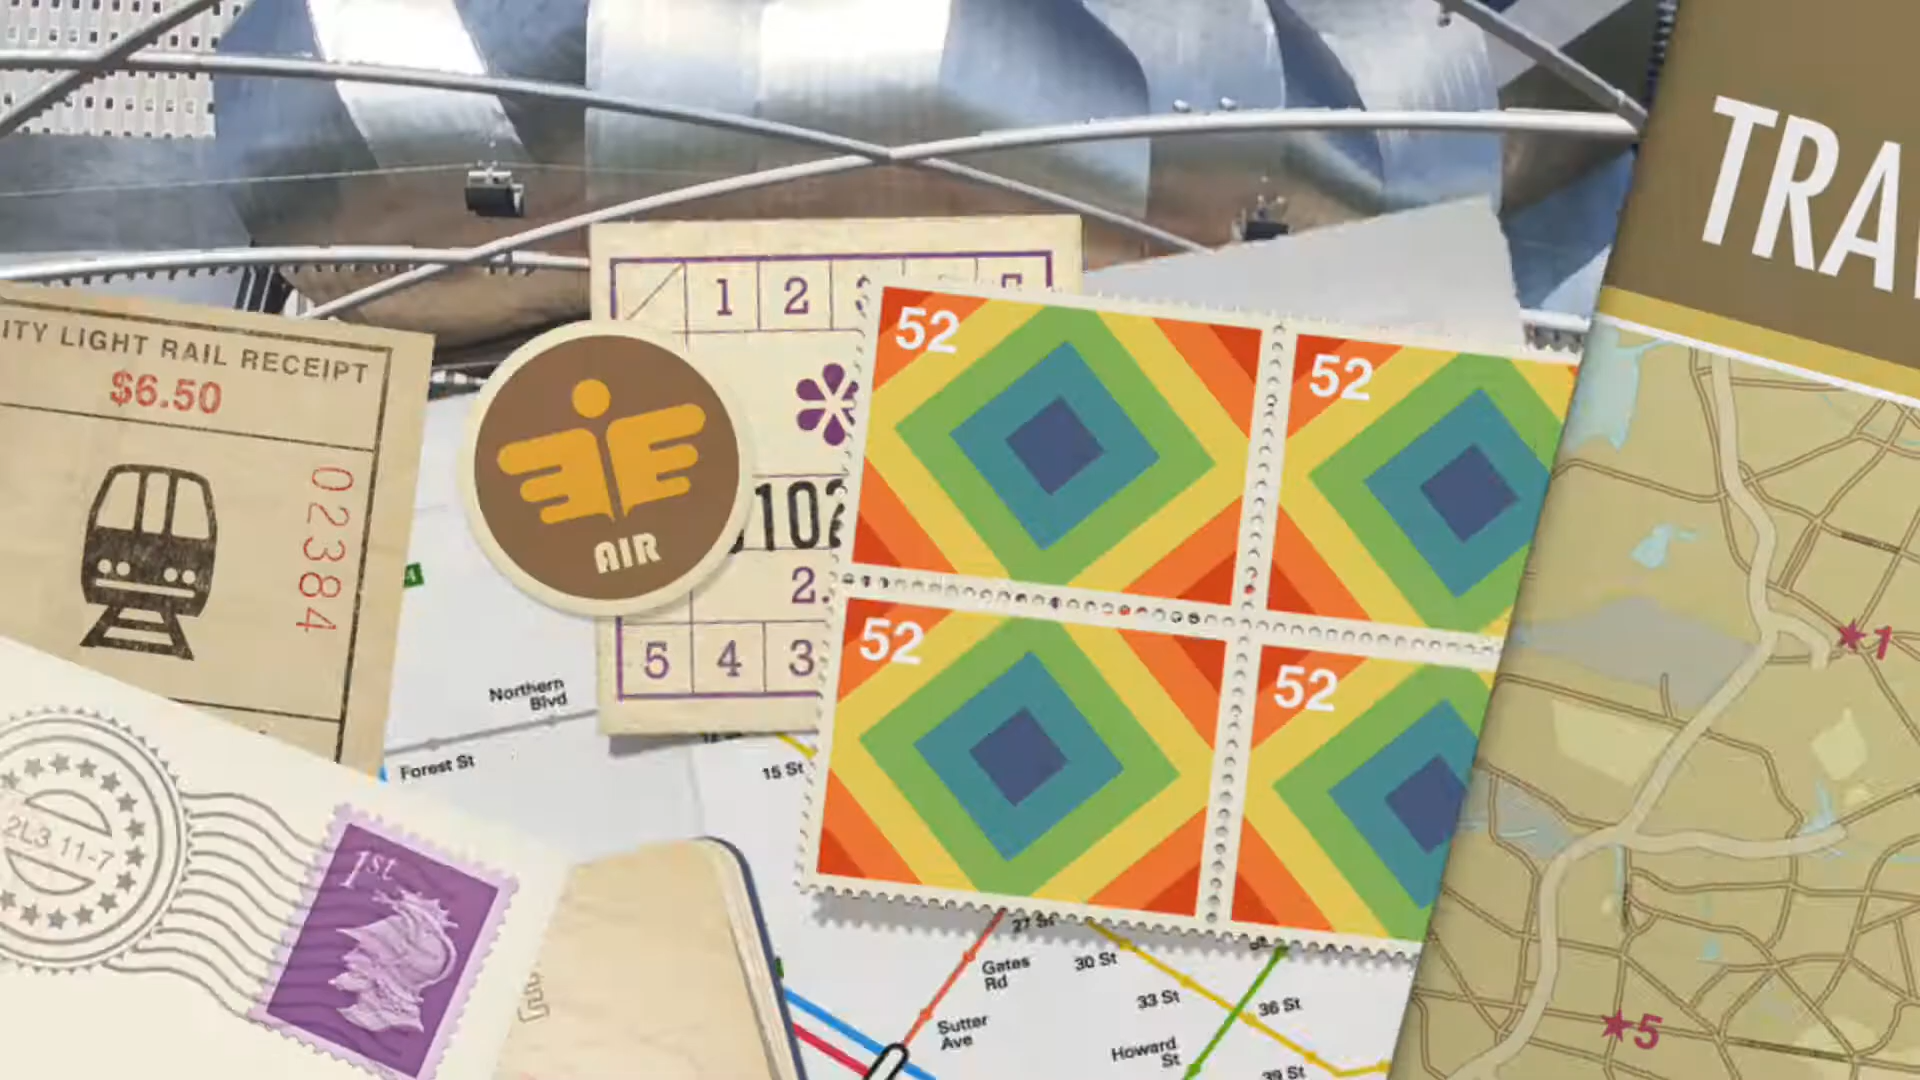 TRA
ITY LIGHT RAIL RECEIPT
$6.50
02384
1 2
102
2.
5 4 3
AIR
52
52
52
52
Northern
Blvd
Forest St
15 St
27 St
Gates
Rd
Sutter
Ave
30 St
33 St
36 St
Howard
St
39 St
2L3 11-7
1st
1
5